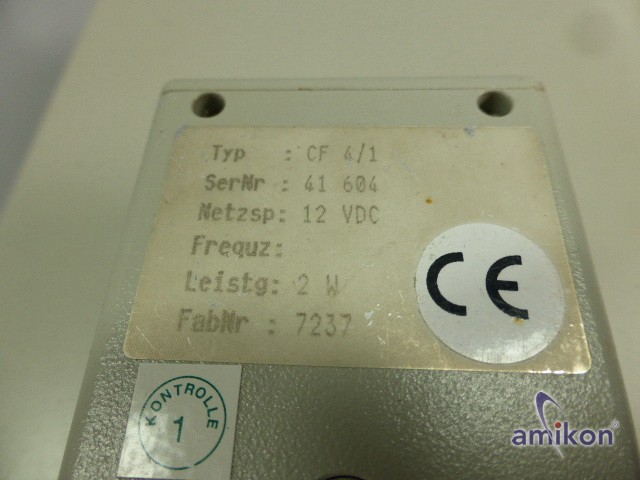 Typ : CF 4/1
SerNr : 41 604
Netzsp: 12 VDC
Frequz:
Leistg: 2 W
FabNr : 7237
CE
KONTROLLE
1
amikon